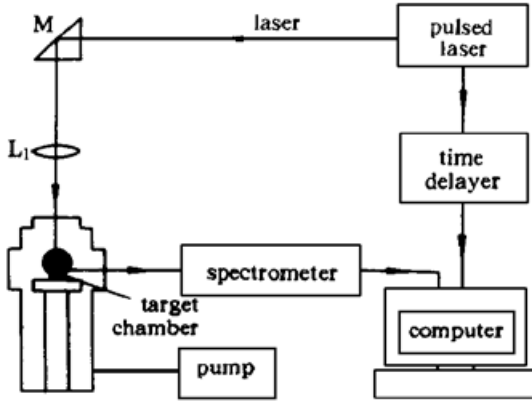 M
laser
pulsed
laser
L1
time
delayer
spectrometer
target
chamber
computer
pump